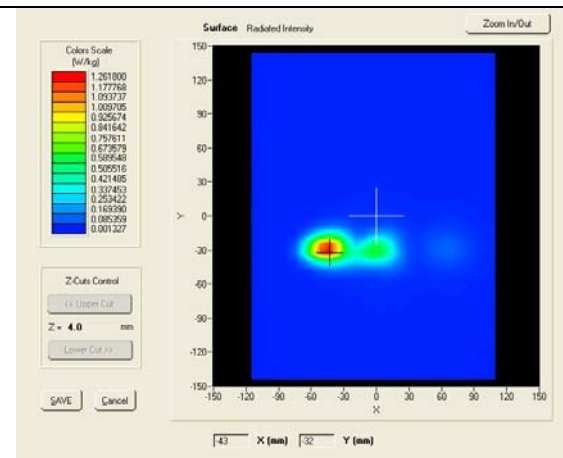 Surface Radiated Intensity
Zoom In/Out
Colors Scale
(W/kg)
1.261800
1.177768
1.093737
1.009705
0.925674
0.841642
0.757611
0.673579
0.589548
0.505516
0.421485
0.337453
0.253422
0.169390
0.085359
0.001327
Z-Cuts Control
<< Upper Cut
Z = 4.0 mm
Lower Cut >>
SAVE Cancel
150
120
90
60
30
0
-30
-60
-90
-120
-150
Y
-150 -120 -90 -60 -30 0 30 60 90 120 150
X
-43 X (mm) -32 Y (mm)